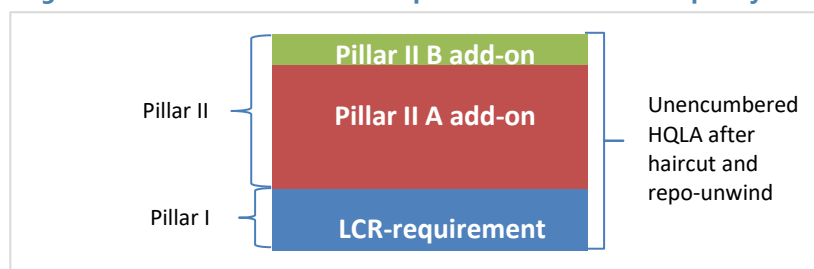 Pillar II B add-on
Pillar II
Pillar II A add-on
Unencumbered
HQLA after
haircut and
repo-unwind
Pillar I
LCR-requirement